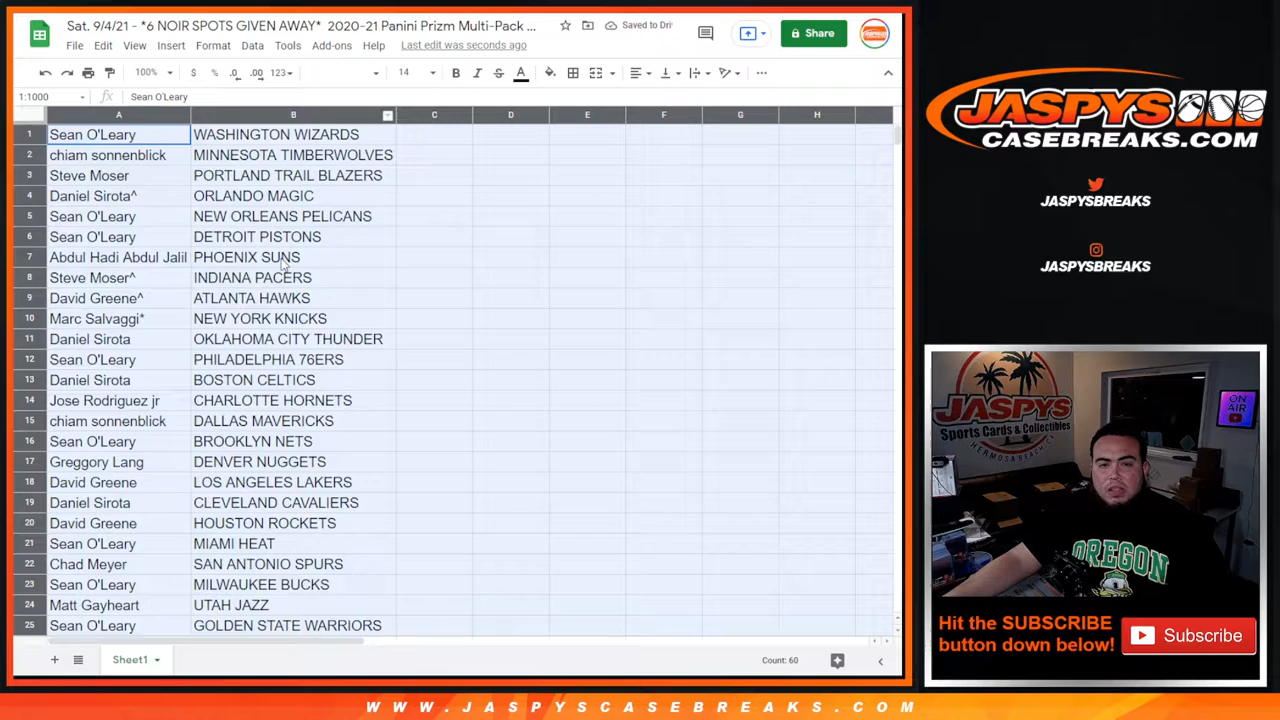 Sat. 9/4/21 - *6 NOIR SPOTS GIVEN AWAY* 2020-21 Panini Prizm Multi-Pack ...
Saved to Dri
File Edit View Insert Format Data Tools Add-ons Help Last edit was seconds ago
Share
100% $ % .0 .00 123 14 B I S A
1:1000 fx Sean O'Leary
A B C D E F G H
1 Sean O'Leary WASHINGTON WIZARDS
2 chiam sonnenblick MINNESOTA TIMBERWOLVES
3 Steve Moser PORTLAND TRAIL BLAZERS
4 Daniel Sirota^ ORLANDO MAGIC
5 Sean O'Leary NEW ORLEANS PELICANS
6 Sean O'Leary DETROIT PISTONS
7 Abdul Hadi Abdul Jalil PHOENIX SUNS
8 Steve Moser^ INDIANA PACERS
9 David Greene^ ATLANTA HAWKS
10 Marc Salvaggi* NEW YORK KNICKS
11 Daniel Sirota OKLAHOMA CITY THUNDER
12 Sean O'Leary PHILADELPHIA 76ERS
13 Daniel Sirota BOSTON CELTICS
14 Jose Rodriguez jr CHARLOTTE HORNETS
15 chiam sonnenblick DALLAS MAVERICKS
16 Sean O'Leary BROOKLYN NETS
17 Greggory Lang DENVER NUGGETS
18 David Greene LOS ANGELES LAKERS
19 Daniel Sirota CLEVELAND CAVALIERS
20 David Greene HOUSTON ROCKETS
21 Sean O'Leary MIAMI HEAT
22 Chad Meyer SAN ANTONIO SPURS
23 Sean O'Leary MILWAUKEE BUCKS
24 Matt Gayheart UTAH JAZZ
25 Sean O'Leary GOLDEN STATE WARRIORS
Sheet1
Count: 60
JASPYS
CASEBREAKS.COM
JASPYSBREAKS
JASPYSBREAKS
JASPYS
Sports Cards & Collectibles
HERMOSA BEACH, CA
ON AIR
OREGON
Hit the SUBSCRIBE
button down below!
Subscribe
WWW.JASPYSCASEBREAKS.COM